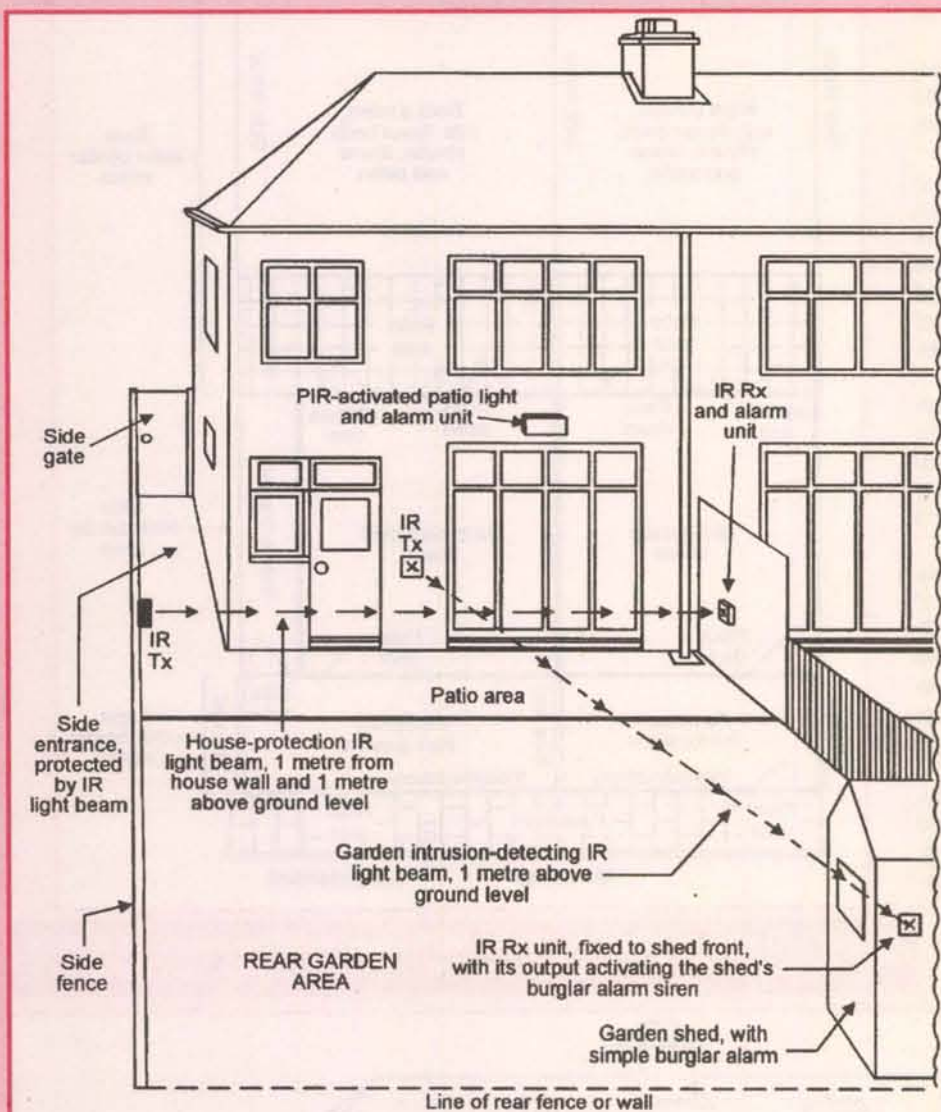 PIR-activated patio light
and alarm unit
IR Rx
and alarm
unit
Side
gate
IR
Tx
IR
Tx
Patio area
Side
entrance,
protected
by IR
light beam
House-protection IR
light beam, 1 metre from
house wall and 1 metre
above ground level
Garden intrusion-detecting IR
light beam, 1 metre above
ground level
Side
fence
REAR GARDEN
AREA
IR Rx unit, fixed to shed front,
with its output activating the shed's
burglar alarm siren
Garden shed, with
simple burglar alarm
Line of rear fence or wall